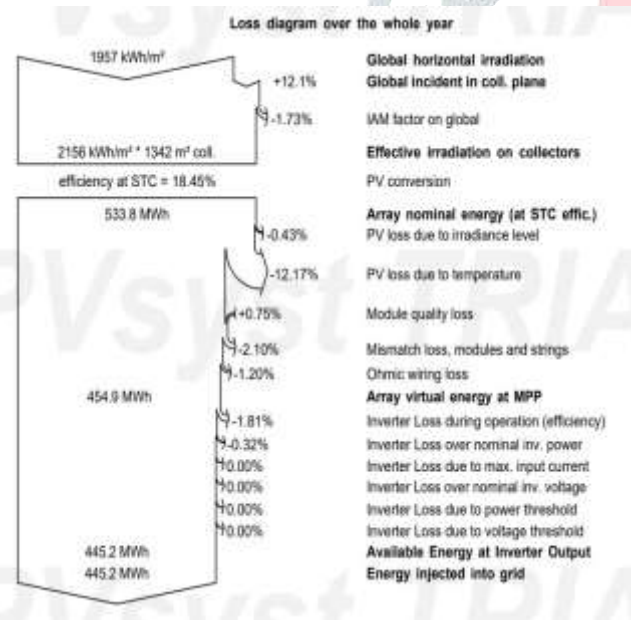 Loss diagram over the whole year
1957 kWh/m² Global horizontal irradiation
+12.1% Global incident in coll. plane
-1.73% IAM factor on global
2156 kWh/m² * 1342 m² coll. Effective irradiation on collectors
efficiency at STC = 18.45% PV conversion
533.8 MWh Array nominal energy (at STC effic.)
-0.43% PV loss due to irradiance level
-12.17% PV loss due to temperature
+0.75% Module quality loss
-2.10% Mismatch loss, modules and strings
-1.20% Ohmic wiring loss
454.9 MWh Array virtual energy at MPP
-1.81% Inverter Loss during operation (efficiency)
-0.32% Inverter Loss over nominal inv. power
0.00% Inverter Loss due to max. input current
0.00% Inverter Loss over nominal inv. voltage
0.00% Inverter Loss due to power threshold
0.00% Inverter Loss due to voltage threshold
445.2 MWh Available Energy at Inverter Output
445.2 MWh Energy injected into grid
PVsyst TRIA